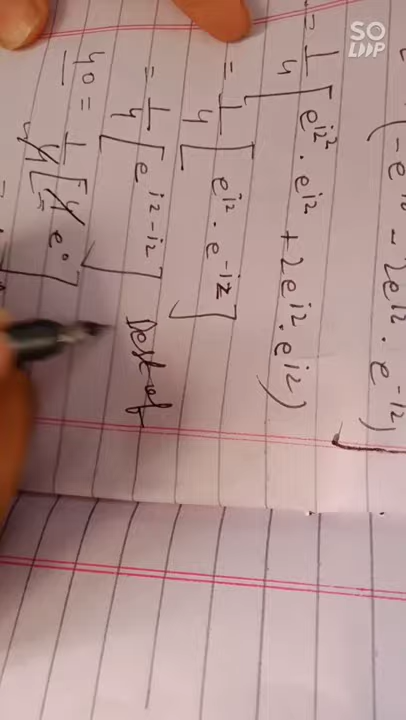 SO
LOOP
(-e^{iz} - 2e^{iz} · e^{-iz})
= 1/4 [e^{iz²} · e^{iz} + 2e^{iz} · e^{iz})
= 1/4 [e^{iz} · e^{-iz}]
= 1/4 [e^{iz-iz}]
40 = 1/4 [4 e^{0}]